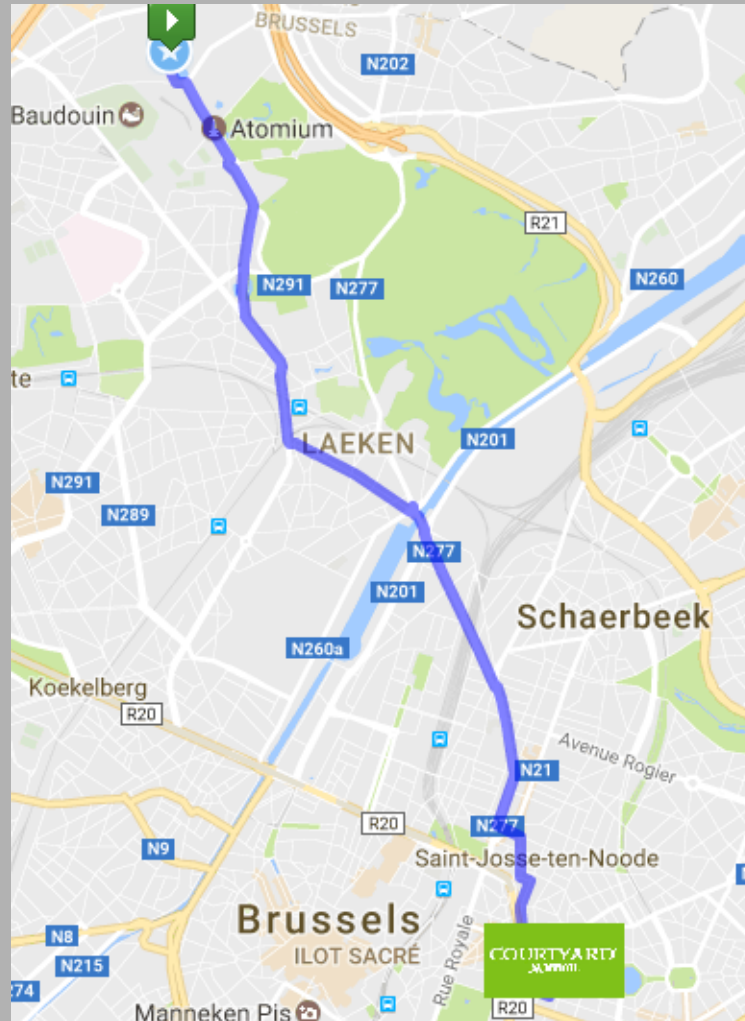 BRUSSELS
N202
Baudouin
Atomium
R21
N260
N291
N277
te
LAEKEN
N201
N291
N289
N277
N201
Schaerbeek
N260a
Koekelberg
R20
Avenue Rogier
N21
R20
N277
N9
Saint-Josse-ten-Noode
Brussels
ILOT SACRÉ
Rue Royale
COURTYARD
N8
N215
274
R20
Manneken Pis